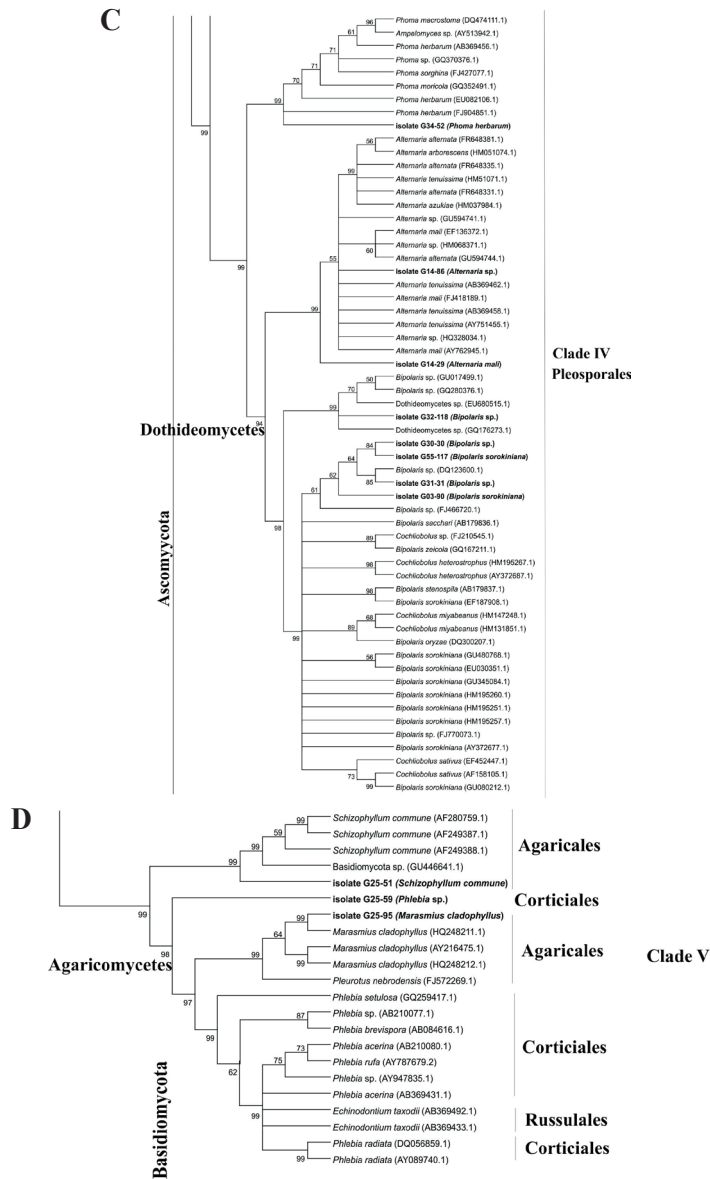 C
Phoma macrostoma (DQ474111.1)
Ampelomyces sp. (AY513942.1)
Phoma herbarum (AB369456.1)
Phoma sp. (GQ370376.1)
Phoma sorghina (FJ427077.1)
Phoma moricola (GQ352491.1)
Phoma herbarum (EU082106.1)
Phoma herbarum (FJ904851.1)
isolate G34-52 (Phoma herbarum)
Alternaria alternata (FR648381.1)
Alternaria arborescens (HM051074.1)
Alternaria alternata (FR648335.1)
Alternaria tenuissima (HM51071.1)
Alternaria alternata (FR648331.1)
Alternaria azukiae (HM037984.1)
Alternaria sp. (GU594741.1)
Alternaria mali (EF136372.1)
Alternaria sp. (HM068371.1)
Alternaria alternata (GU594744.1)
isolate G14-86 (Alternaria sp.)
Alternaria tenuissima (AB369462.1)
Alternaria mali (FJ418189.1)
Alternaria tenuissima (AB369458.1)
Alternaria tenuissima (AY751455.1)
Alternaria sp. (HQ328034.1)
Alternaria mali (AY762945.1)
isolate G14-29 (Alternaria mali)
Bipolaris sp. (GU017499.1)
Bipolaris sp. (GQ280376.1)
Dothideomycetes sp. (EU680515.1)
isolate G32-118 (Bipolaris sp.)
Dothideomycetes sp. (GQ176273.1)
isolate G30-30 (Bipolaris sp.)
isolate G55-117 (Bipolaris sorokiniana)
Bipolaris sp. (DQ123600.1)
isolate G31-31 (Bipolaris sp.)
isolate G03-90 (Bipolaris sorokiniana)
Bipolaris sp. (FJ466720.1)
Bipolaris sacchari (AB179836.1)
Cochliobolus sp. (FJ210545.1)
Bipolaris zeicola (GQ167211.1)
Cochliobolus heterostrophus (HM195267.1)
Cochliobolus heterostrophus (AY372687.1)
Bipolaris stenospila (AB179837.1)
Bipolaris sorokiniana (EF187908.1)
Cochliobolus miyabeanus (HM147248.1)
Cochliobolus miyabeanus (HM131851.1)
Bipolaris oryzae (DQ300207.1)
Bipolaris sorokiniana (GU480768.1)
Bipolaris sorokiniana (EU030351.1)
Bipolaris sorokiniana (GU345084.1)
Bipolaris sorokiniana (HM195260.1)
Bipolaris sorokiniana (HM195251.1)
Bipolaris sorokiniana (HM195257.1)
Bipolaris sp. (FJ770073.1)
Bipolaris sorokiniana (AY372677.1)
Cochliobolus sativus (EF452447.1)
Cochliobolus sativus (AF158105.1)
Bipolaris sorokiniana (GU080212.1)
96
61
71
71
70
99
99
56
99
60
55
99
99
94
50
70
99
84
64
85
62
61
98
89
98
98
68
89
99
56
73
99
Dothideomycetes
Ascomyycota
Clade IV
Pleosporales
D
Schizophyllum commune (AF280759.1)
Schizophyllum commune (AF249387.1)
Schizophyllum commune (AF249388.1)
Basidiomycota sp. (GU446641.1)
isolate G25-51 (Schizophyllum commune)
isolate G25-59 (Phlebia sp.)
isolate G25-95 (Marasmius cladophyllus)
Marasmius cladophyllus (HQ248211.1)
Marasmius cladophyllus (AY216475.1)
Marasmius cladophyllus (HQ248212.1)
Pleurotus nebrodensis (FJ572269.1)
Phlebia setulosa (GQ259417.1)
Phlebia sp. (AB210077.1)
Phlebia brevispora (AB084616.1)
Phlebia acerina (AB210080.1)
Phlebia rufa (AY787679.2)
Phlebia sp. (AY947835.1)
Phlebia acerina (AB369431.1)
Echinodontium taxodii (AB369492.1)
Echinodontium taxodii (AB369433.1)
Phlebia radiata (DQ056859.1)
Phlebia radiata (AY089740.1)
99
59
99
99
99
99
64
99
99
98
97
99
87
73
75
62
99
99
Agaricomycetes
Basidiomycota
Agaricales
Corticiales
Agaricales
Corticiales
Russulales
Corticiales
Clade V